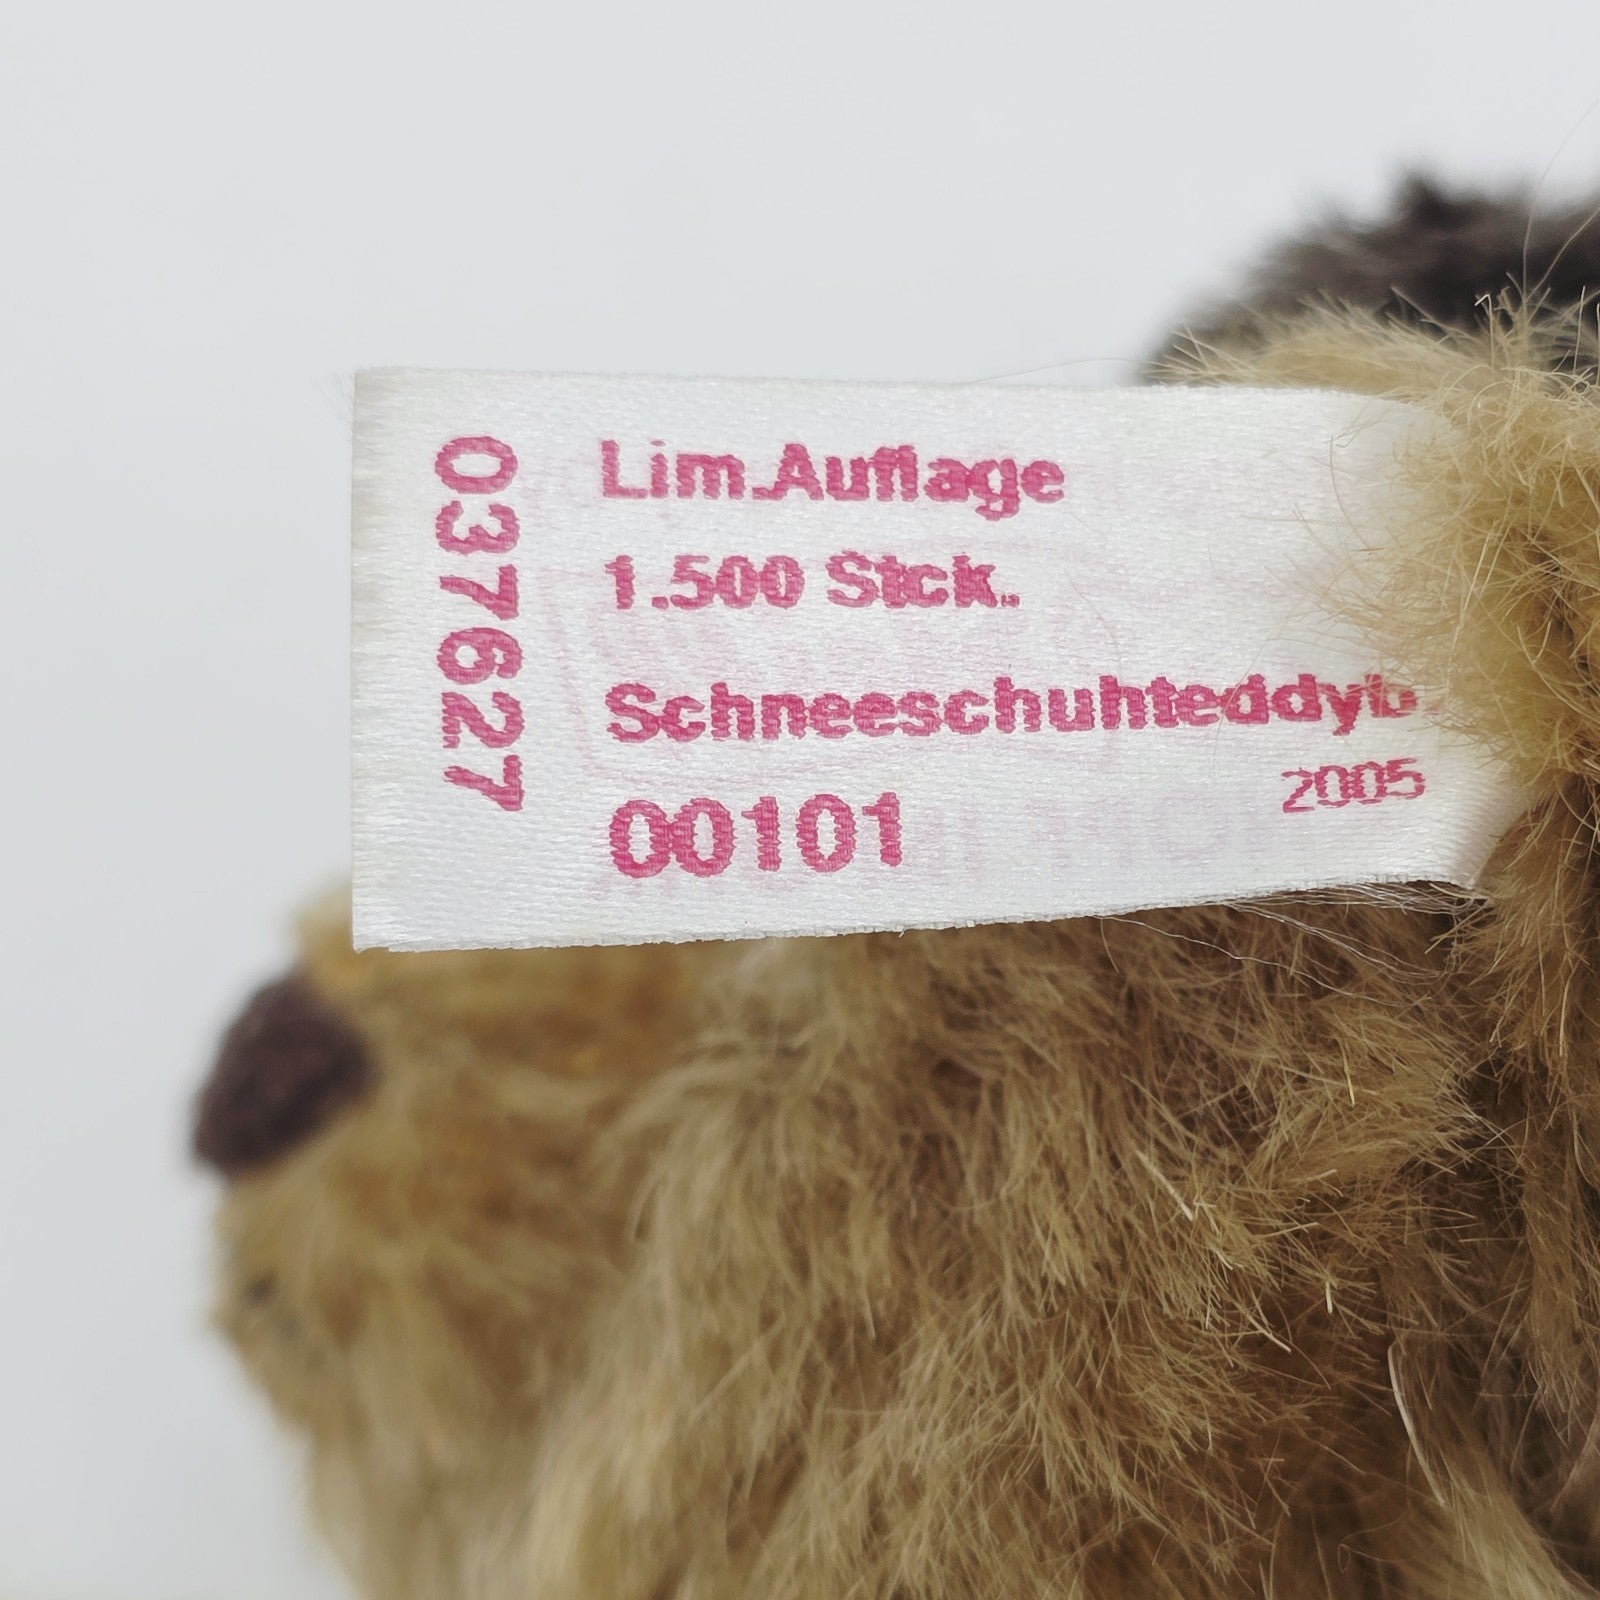 037627
Lim.Auflage
1.500 Stck.
Schneeschuhteddyb.
2005
00101